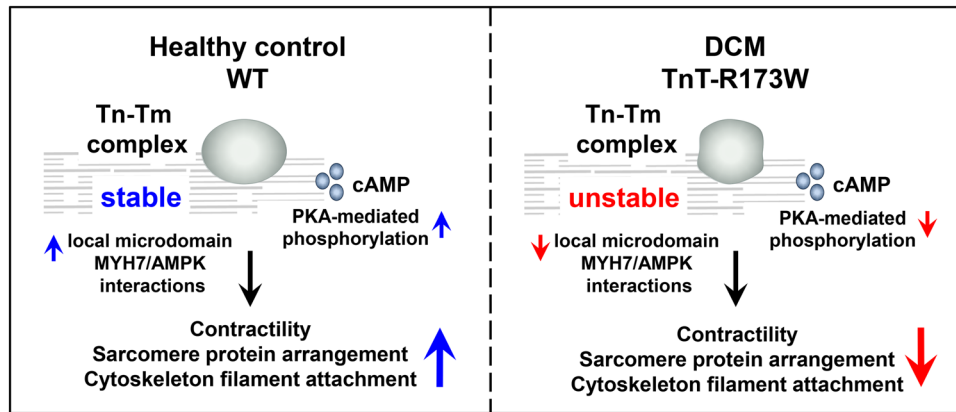 Healthy control
WT
Tn-Tm
complex
stable
cAMP
PKA-mediated
phosphorylation
local microdomain
MYH7/AMPK
interactions
Contractility
Sarcomere protein arrangement
Cytoskeleton filament attachment
DCM
TnT-R173W
Tn-Tm
complex
unstable
cAMP
PKA-mediated
phosphorylation
local microdomain
MYH7/AMPK
interactions
Contractility
Sarcomere protein arrangement
Cytoskeleton filament attachment